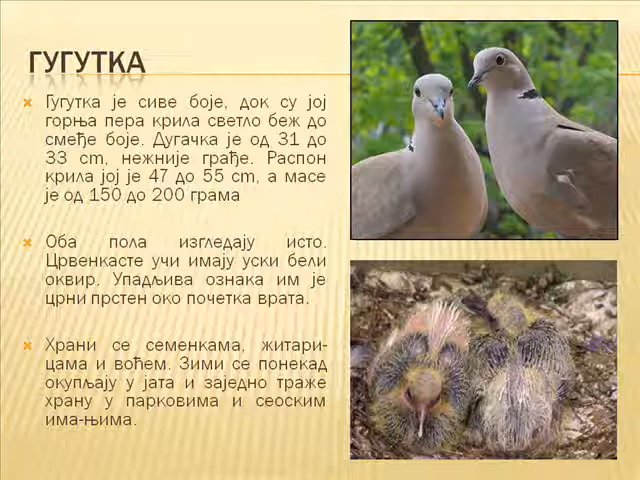 ГУГУТКА
Гугутка је сиве боје, док су јој
горња пера крила светло беж до
смеђе боје. Дугачка је од 31 до
33 cm, нежније грађе. Распон
крила јој је 47 до 55 cm, а масе
је од 150 до 200 грама
Оба пола изгледају исто.
Црвенкасте учи имају уски бели
оквир. Упадљива ознака им је
црни прстен око почетка врата.
Храни се семенкама, житари-
цама и воћем. Зими се понекад
окупљају у јата и заједно траже
храну у парковима и сеоским
има-њима.